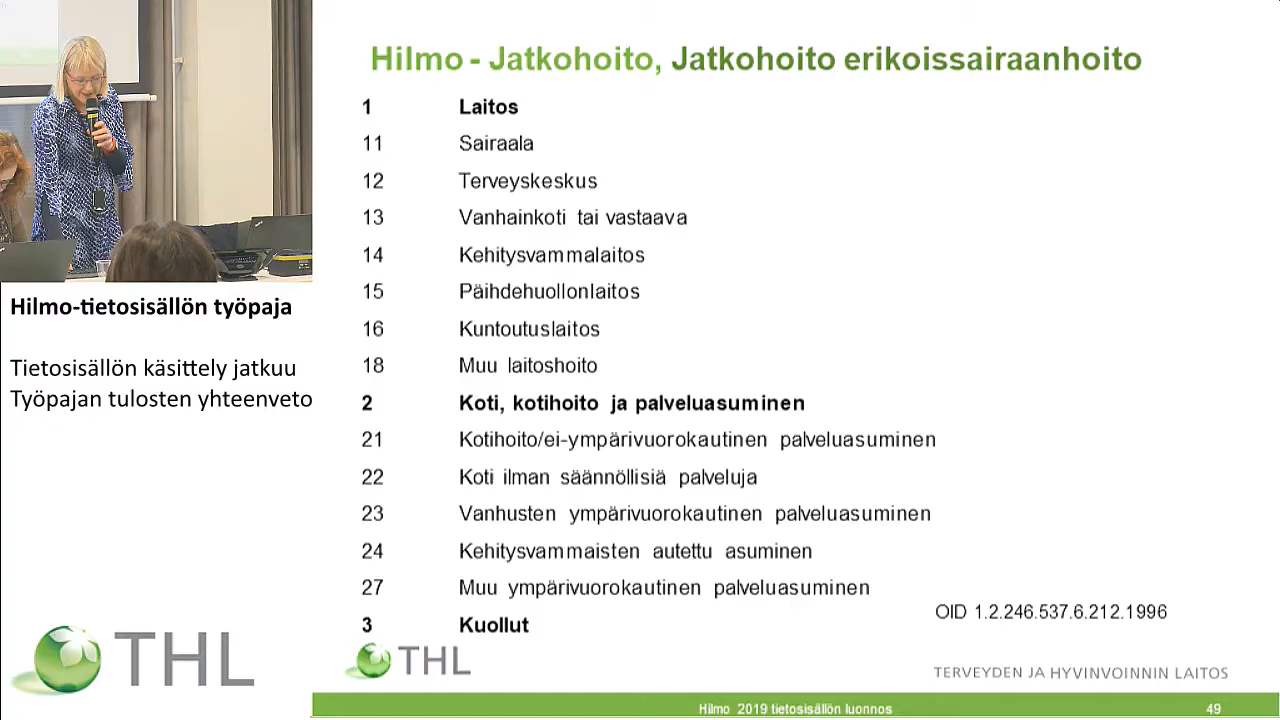 Hilmo - Jatkohoito, Jatkohoito erikoissairaanhoito
1 Laitos
11 Sairaala
12 Terveyskeskus
13 Vanhainkoti tai vastaava
14 Kehitysvammalaitos
15 Päihdehuollonlaitos
16 Kuntoutuslaitos
18 Muu laitoshoito
2 Koti, kotihoito ja palveluasuminen
21 Kotihoito/ei-ympärivuorokautinen palveluasuminen
22 Koti ilman säännöllisiä palveluja
23 Vanhusten ympärivuorokautinen palveluasuminen
24 Kehitysvammaisten autettu asuminen
27 Muu ympärivuorokautinen palveluasuminen
3 Kuollut
OID 1.2.246.537.6.212.1996
THL
TERVEYDEN JA HYVINVOINNIN LAITOS
Hilmo 2019 tietosisällön luonnos
49
Hilmo-tietosisällön työpaja
Tietosisällön käsittely jatkuu
Työpajan tulosten yhteenveto
THL